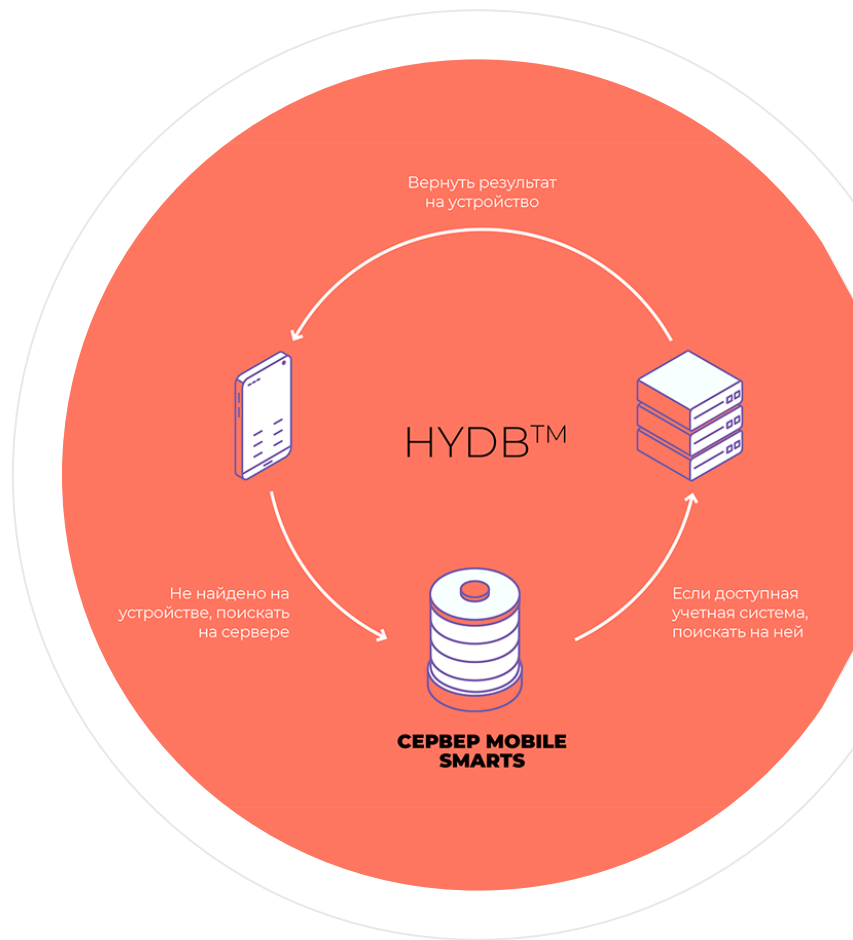 Вернуть результат
на устройство
HYDB™
Не найдено на
устройстве, поискать
на сервере
Если доступная
учетная система,
поискать на ней
СЕРВЕР MOBILE
SMARTS